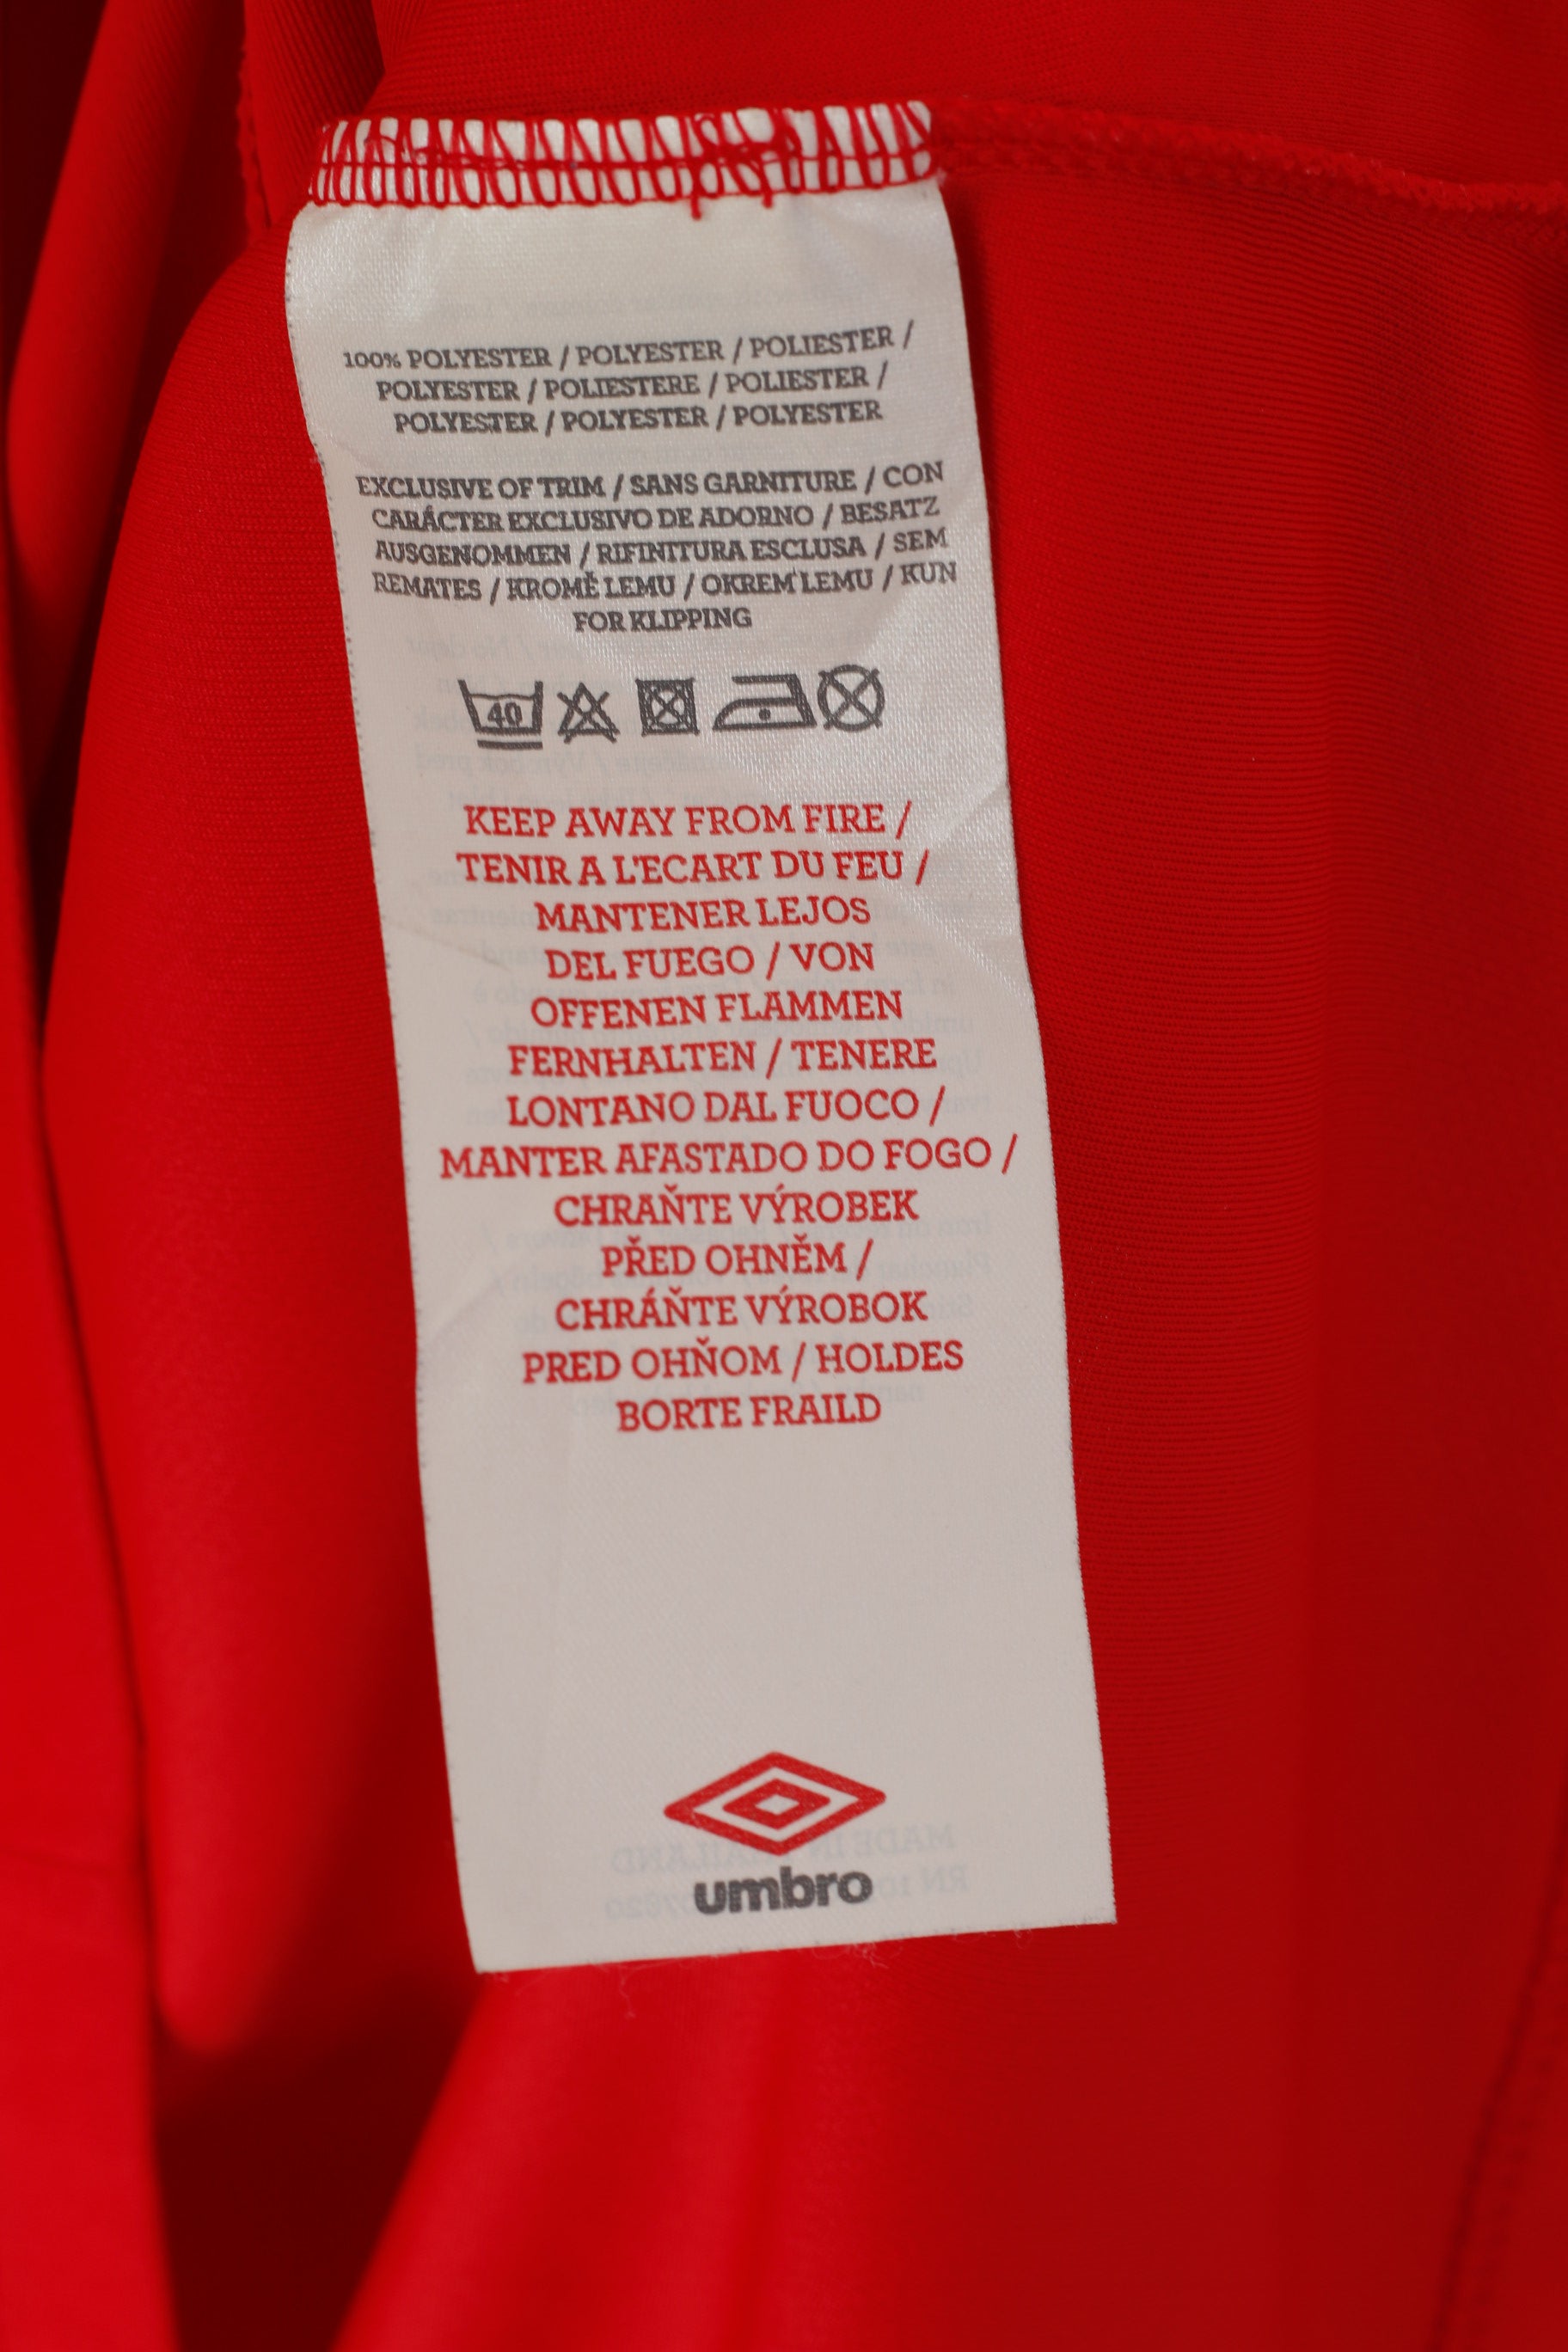 100% POLYESTER / POLYESTER / POLIESTER /
POLYESTER / POLIESTERE / POLIESTER /
POLYESTER / POLYESTER / POLYESTER
EXCLUSIVE OF TRIM / SANS GARNITURE / CON
CARÁCTER EXCLUSIVO DE ADORNO / BESATZ
AUSGENOMMEN / RIFINITURA ESCLUSA / SEM
REMATES / KROMĚ LEMU / OKREM LEMU / KUN
FOR KLIPPING
40
KEEP AWAY FROM FIRE /
TENIR A L'ECART DU FEU /
MANTENER LEJOS
DEL FUEGO / VON
OFFENEN FLAMMEN
FERNHALTEN / TENERE
LONTANO DAL FUOCO /
MANTER AFASTADO DO FOGO /
CHRAŇTE VÝROBEK
PŘED OHNĚM /
CHRÁŇTE VÝROBOK
PRED OHŇOM / HOLDES
BORTE FRAILD
umbro